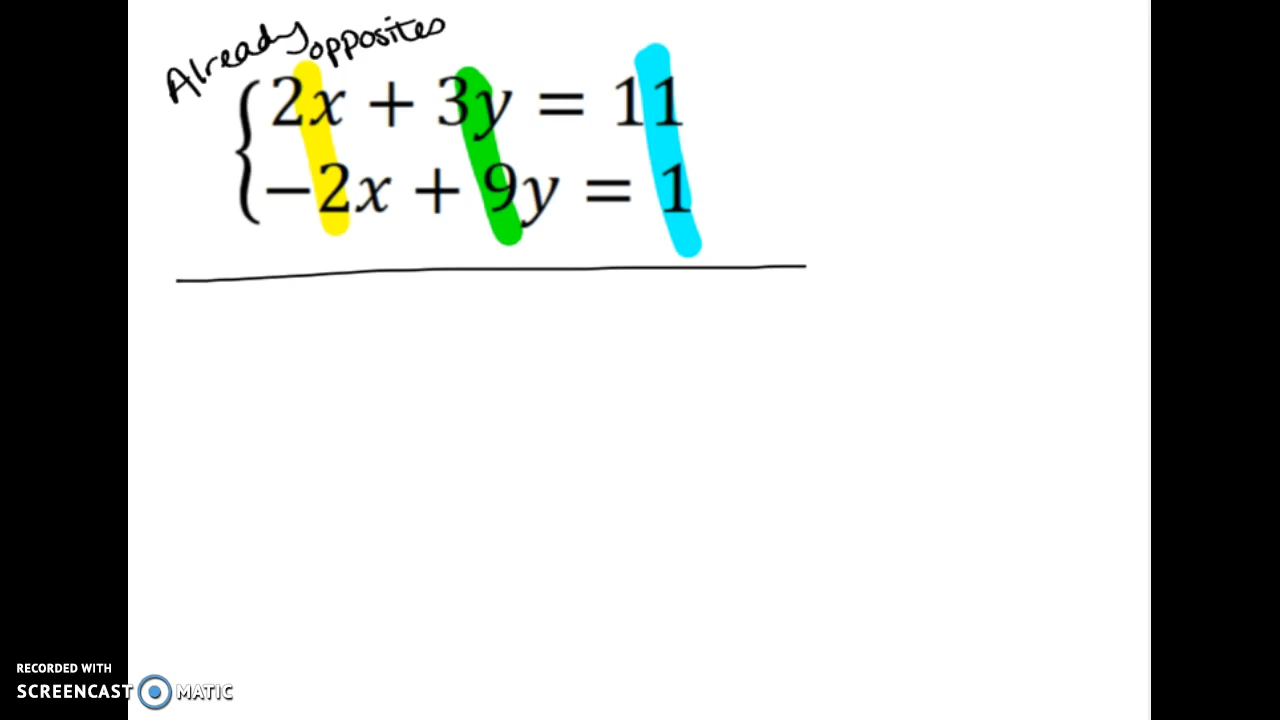 Already opposites
2x + 3y = 11
−2x + 9y = 1
RECORDED WITH
SCREENCAST MATIC